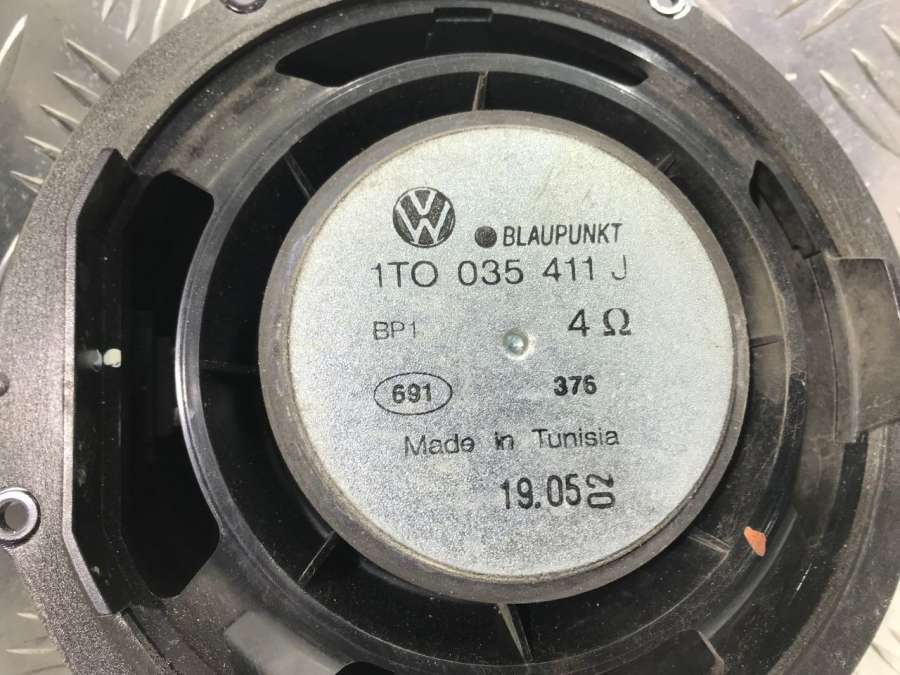 BLAUPUNKT
1TO 035 411 J
BP1 4 Ω
691 376
Made in Tunisia
19.05 02